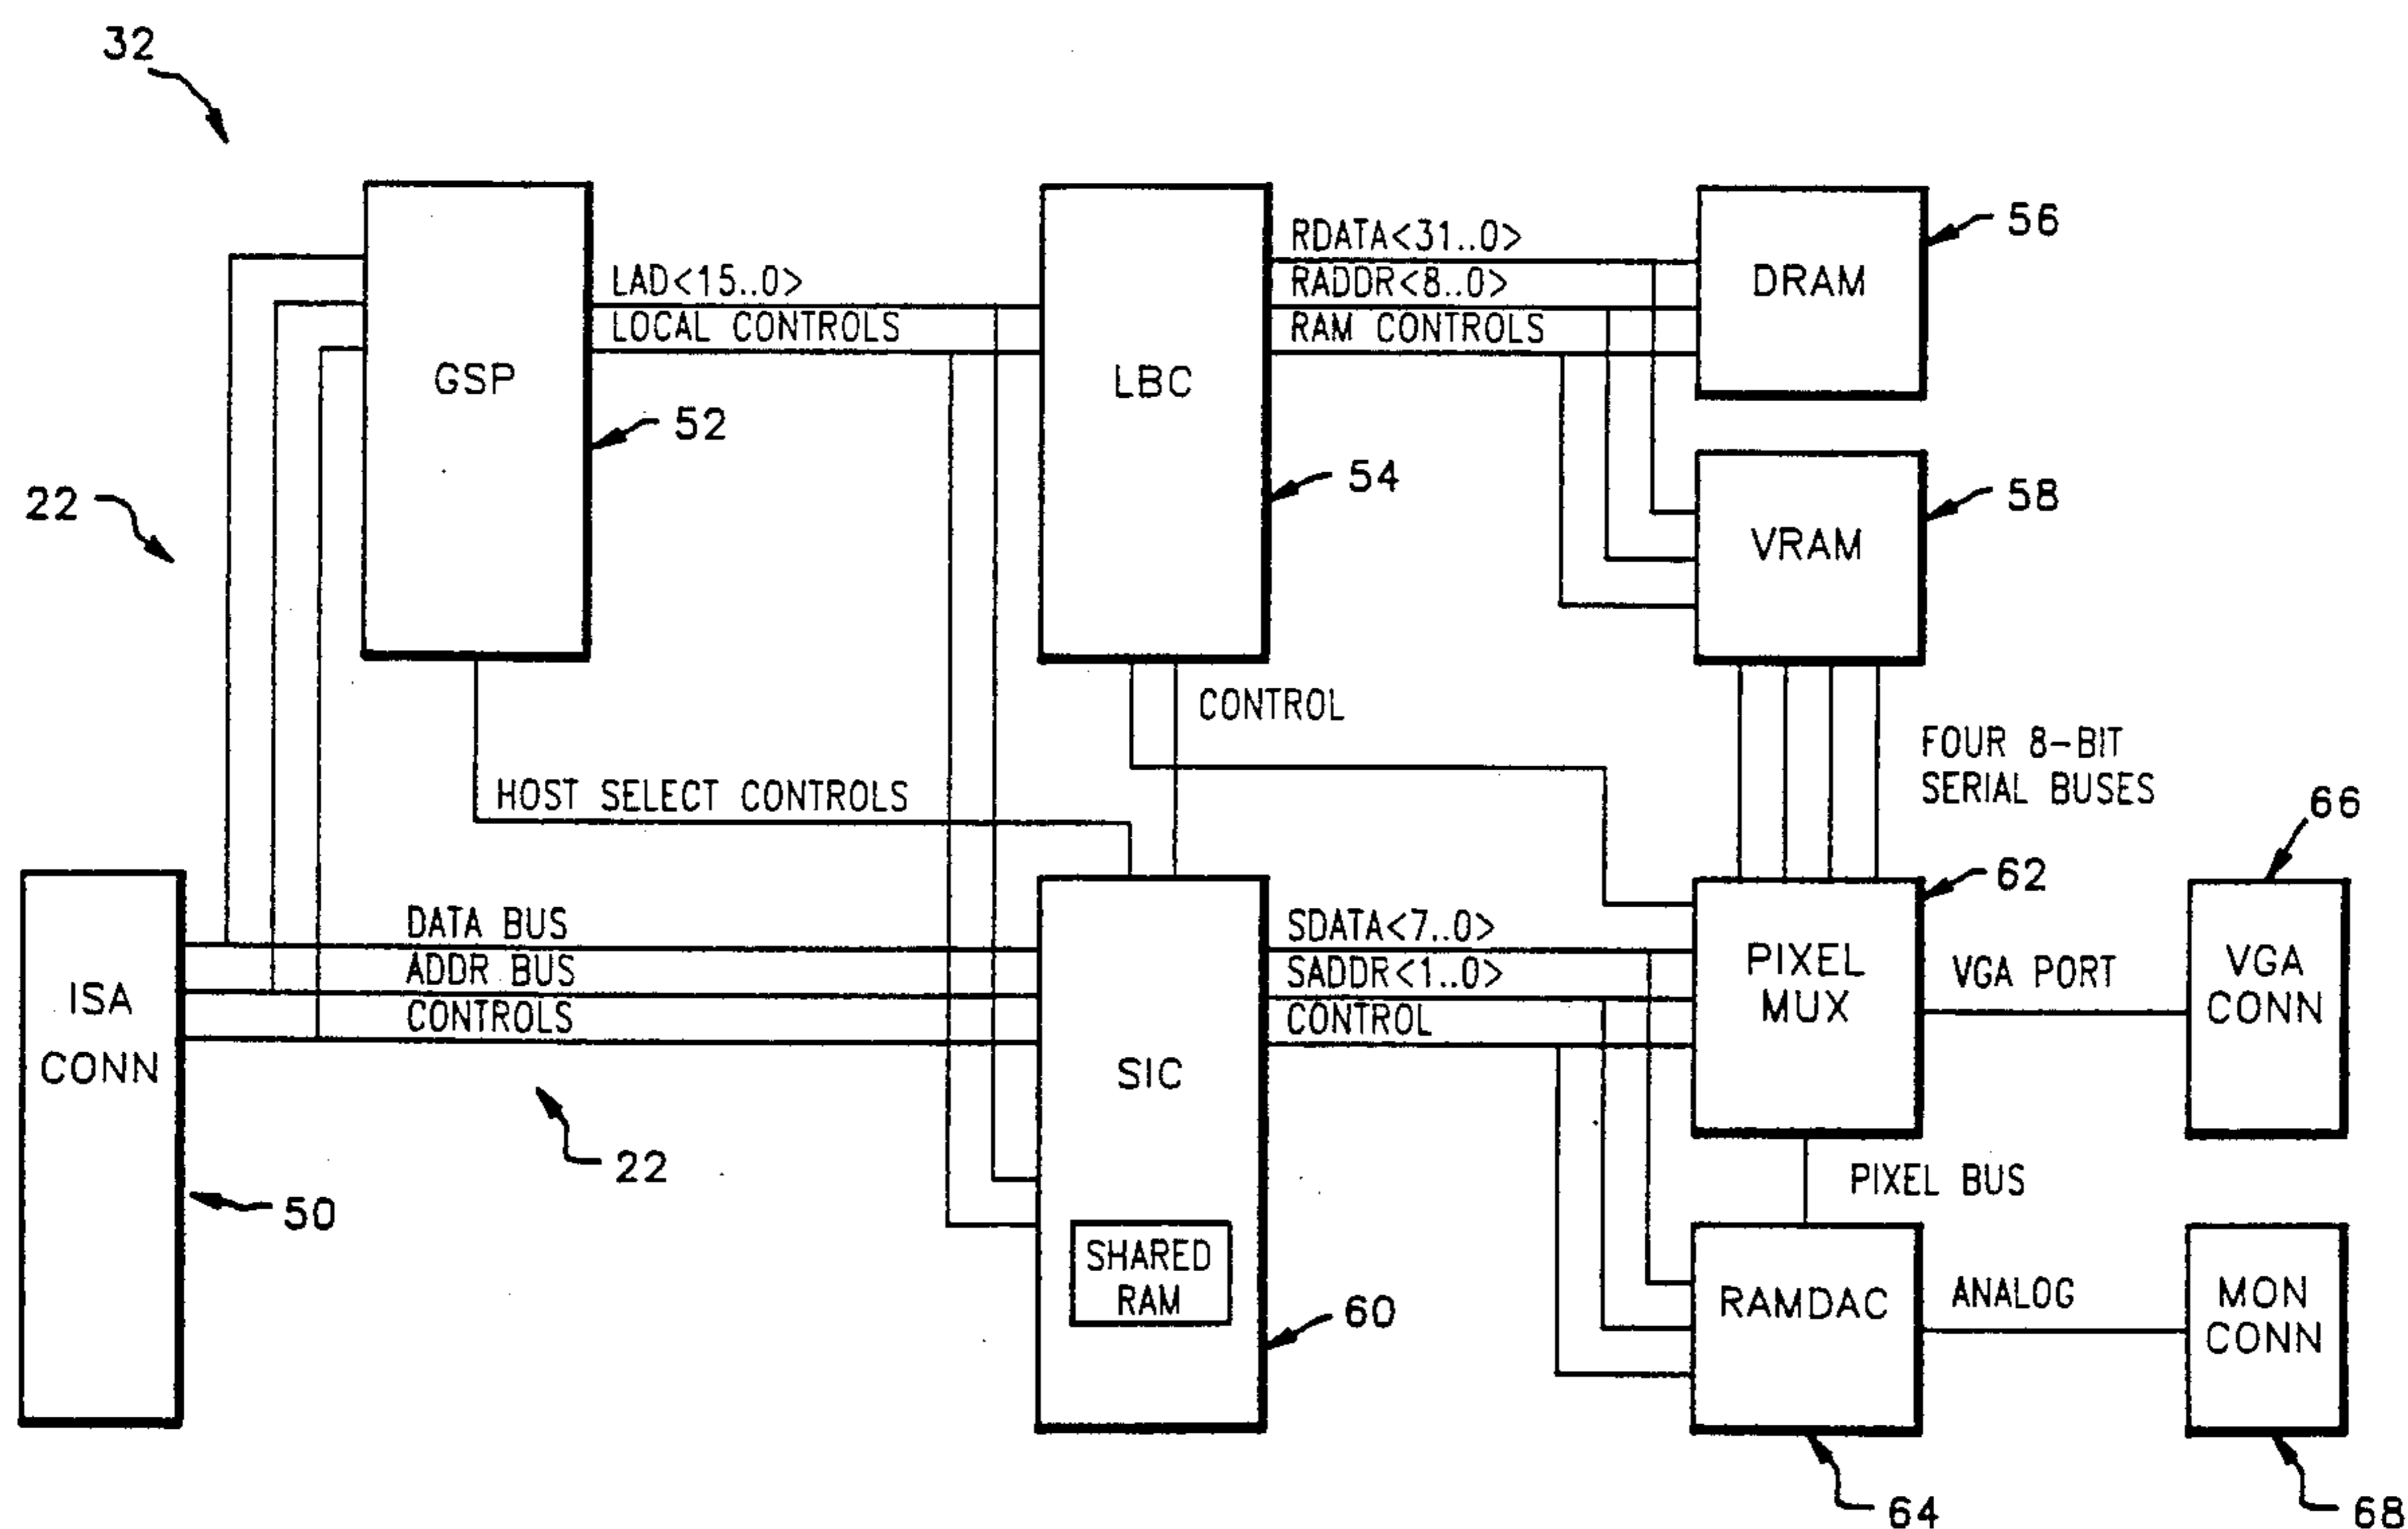 32
RDATA<31..0>
56
LAD<15..0>
RADDR<8..0>
DRAM
LOCAL CONTROLS
RAM CONTROLS
GSP
LBC
52
54
58
22
VRAM
CONTROL
FOUR 8-BIT
SERIAL BUSES
HOST SELECT CONTROLS
66
62
DATA BUS
SDATA<7..0>
ADDR BUS
SADDR<1..0>
PIXEL
MUX
VGA PORT
VGA
CONN
ISA
CONN
CONTROLS
CONTROL
SIC
22
PIXEL BUS
50
SHARED
RAM
60
RAMDAC
ANALOG
MON
CONN
64
68